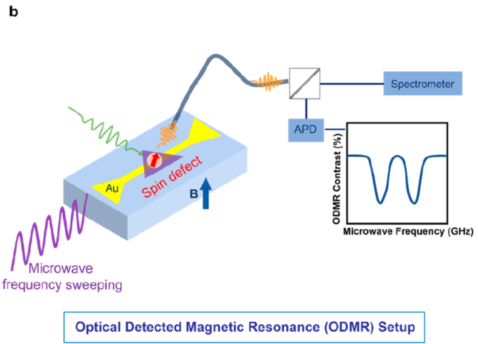 b
Spectrometer
APD
Au
Spin defect
B
ODMR Contrast (%)
Microwave Frequency (GHz)
Microwave
frequency sweeping
Optical Detected Magnetic Resonance (ODMR) Setup